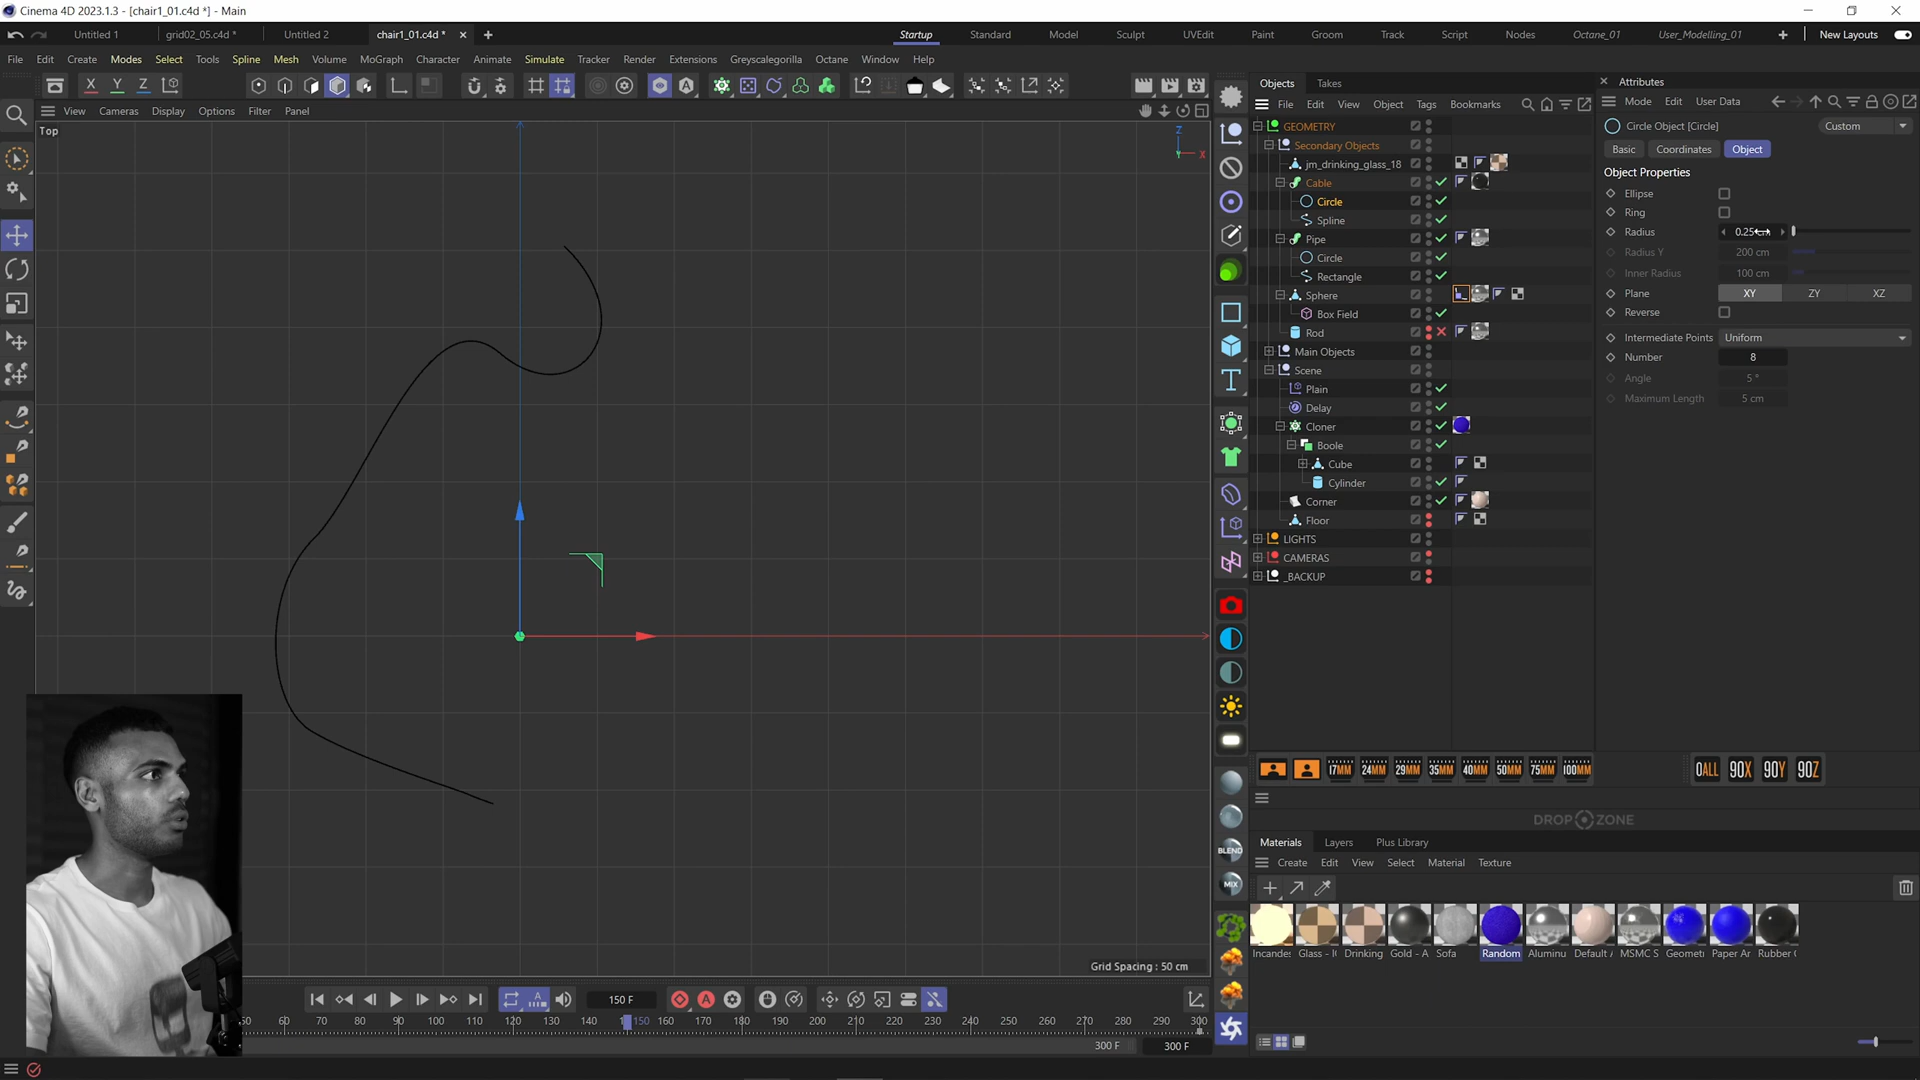 Cinema 4D 2023.1.3 - [chair1_01.c4d *] - Main
Untitled 1 grid02_05.c4d * Untitled 2 chair1_01.c4d *
Startup Standard Model Sculpt UVEdit Paint Groom Track Script Nodes Octane_01 User_Modelling_01 New Layouts
File Edit Create Modes Select Tools Spline Mesh Volume MoGraph Character Animate Simulate Tracker Render Extensions Greyscalegorilla Octane Window Help
X Y Z
View Cameras Display Options Filter Panel
Top
Z
X
Y
Grid Spacing : 50 cm
150 F
60 70 80 90 100 110 120 130 140 150 160 170 180 190 200 210 220 230 240 250 260 270 280 290
300 F 300 F
BLEND
MIX
Objects Takes
File Edit View Object Tags Bookmarks
GEOMETRY
Secondary Objects
jm_drinking_glass_18
Cable
Circle
Spline
Pipe
Circle
Rectangle
Sphere
Box Field
Rod
Main Objects
Scene
Plain
Delay
Cloner
Boole
Cube
Cylinder
Corner
Floor
LIGHTS
CAMERAS
_BACKUP
Attributes
Mode Edit User Data
Circle Object [Circle]
Custom
Basic Coordinates Object
Object Properties
Ellipse
Ring
Radius 0.25
Radius Y 200 cm
Inner Radius 100 cm
Plane XY ZY XZ
Reverse
Intermediate Points Uniform
Number 8
Angle 5 °
Maximum Length 5 cm
17MM 24MM 29MM 35MM 40MM 50MM 75MM 100MM 0ALL 90X 90Y 90Z
DROP ZONE
Materials Layers Plus Library
Create Edit View Select Material Texture
Incandes Glass - I Drinking Gold - A Sofa Random Aluminu Default MSMC S Geometr Paper Ar Rubber